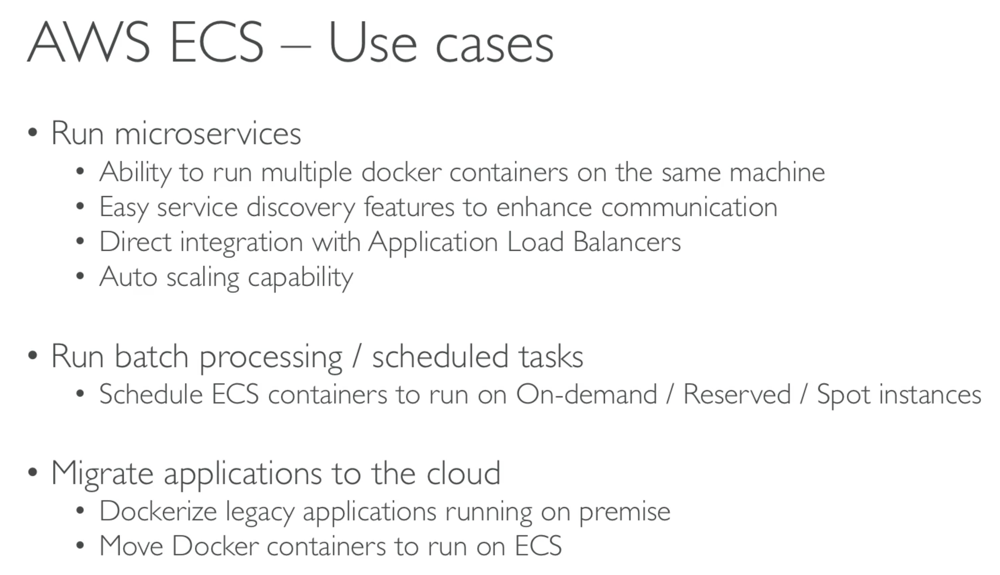 AWS ECS – Use cases
• Run microservices
• Ability to run multiple docker containers on the same machine
• Easy service discovery features to enhance communication
• Direct integration with Application Load Balancers
• Auto scaling capability
• Run batch processing / scheduled tasks
• Schedule ECS containers to run on On-demand / Reserved / Spot instances
• Migrate applications to the cloud
• Dockerize legacy applications running on premise
• Move Docker containers to run on ECS